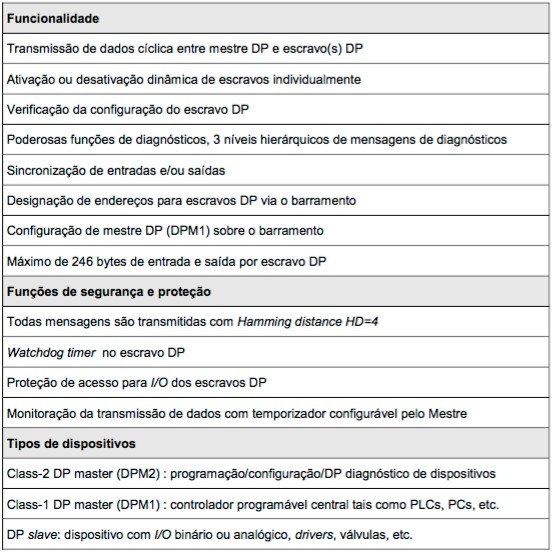 Funcionalidade
Transmissão de dados cíclica entre mestre DP e escravo(s) DP
Ativação ou desativação dinâmica de escravos individualmente
Verificação da configuração do escravo DP
Poderosas funções de diagnósticos, 3 níveis hierárquicos de mensagens de diagnósticos
Sincronização de entradas e/ou saídas
Designação de endereços para escravos DP via o barramento
Configuração de mestre DP (DPM1) sobre o barramento
Máximo de 246 bytes de entrada e saída por escravo DP
Funções de segurança e proteção
Todas mensagens são transmitidas com Hamming distance HD=4
Watchdog timer no escravo DP
Proteção de acesso para I/O dos escravos DP
Monitoração da transmissão de dados com temporizador configurável pelo Mestre
Tipos de dispositivos
Class-2 DP master (DPM2) : programação/configuração/DP diagnóstico de dispositivos
Class-1 DP master (DPM1) : controlador programável central tais como PLCs, PCs, etc.
DP slave: dispositivo com I/O binário ou analógico, drivers, válvulas, etc.